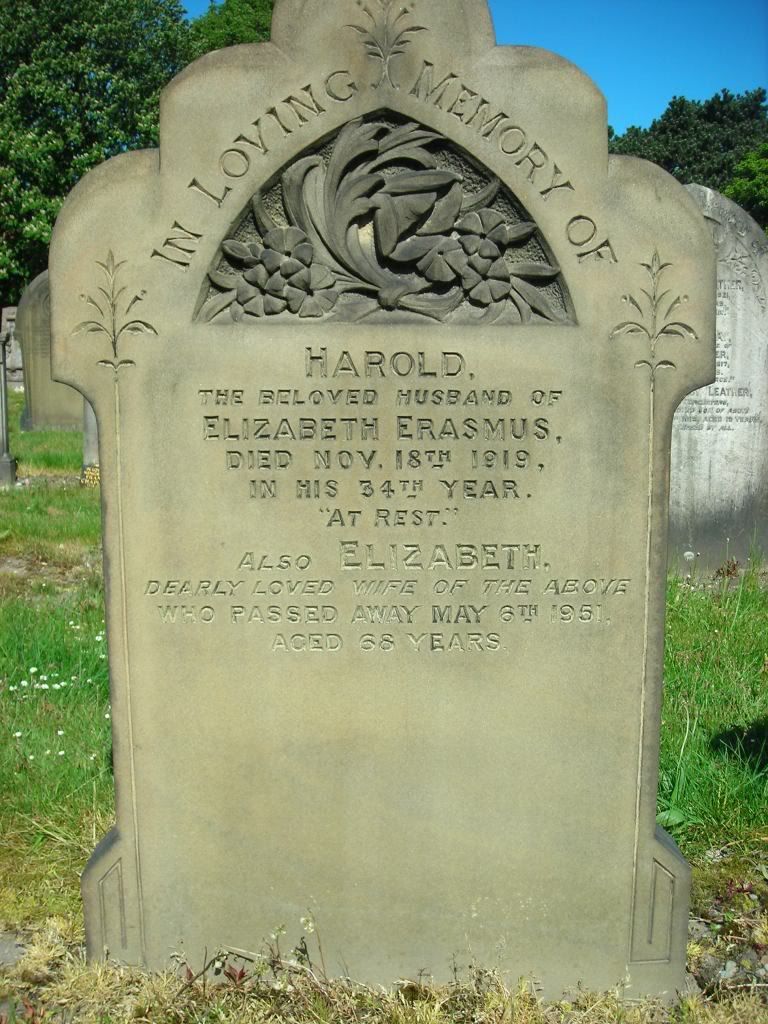 IN LOVING MEMORY OF
HAROLD,
THE BELOVED HUSBAND OF
ELIZABETH ERASMUS,
DIED NOV. 18TH 1919,
IN HIS 34TH YEAR.
"AT REST."
ALSO ELIZABETH,
DEARLY LOVED WIFE OF THE ABOVE
WHO PASSED AWAY MAY 6TH 1951,
AGED 68 YEARS.
LEATHER,